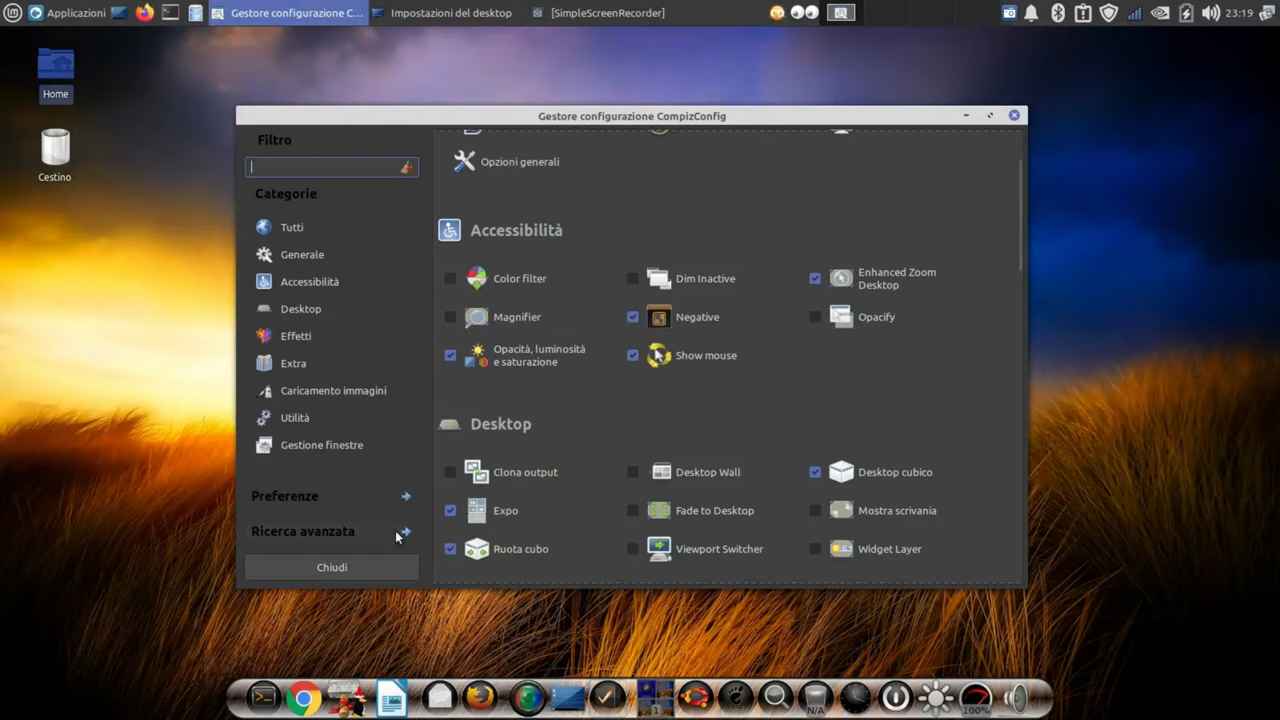 Applicazioni
Gestore configurazione C...
Impostazioni del desktop
[SimpleScreenRecorder]
23:19
Home
Cestino
Gestore configurazione CompizConfig
Filtro
Categorie
Tutti
Generale
Accessibilità
Desktop
Effetti
Extra
Caricamento immagini
Utilità
Gestione finestre
Preferenze
Ricerca avanzata
Chiudi
Opzioni generali
Accessibilità
Color filter
Dim Inactive
Enhanced Zoom
Desktop
Magnifier
Negative
Opacify
Opacità, luminosità
e saturazione
Show mouse
Desktop
Clona output
Desktop Wall
Desktop cubico
Expo
Fade to Desktop
Mostra scrivania
Ruota cubo
Viewport Switcher
Widget Layer
1
N/A
100%